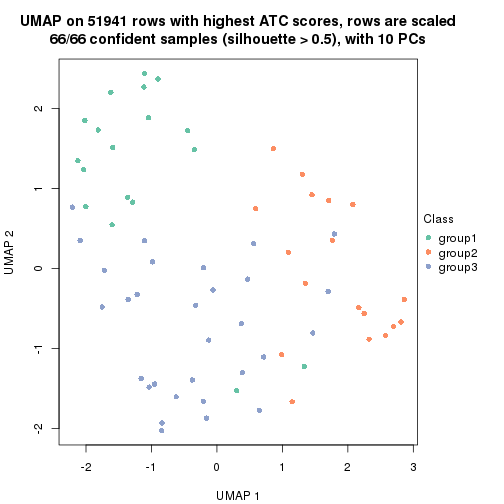 UMAP on 51941 rows with highest ATC scores, rows are scaled
66/66 confident samples (silhouette > 0.5), with 10 PCs
Class
group1
group2
group3
UMAP 2
2
1
0
-1
-2
-2
-1
0
1
2
3
UMAP 1